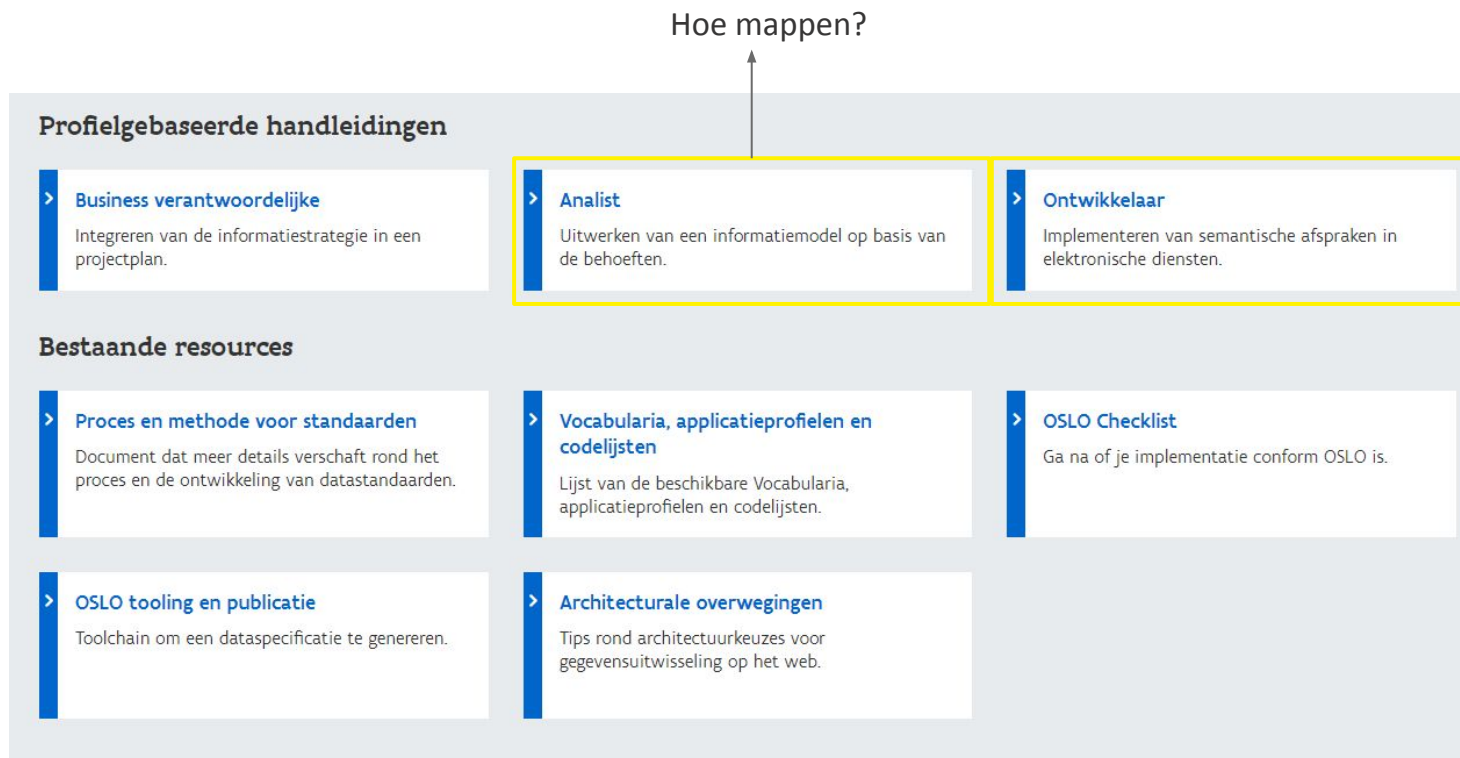 Hoe mappen?
Profielgebaseerde handleidingen
Business verantwoordelijke
Integreren van de informatiestrategie in een
projectplan.
Analist
Uitwerken van een informatiemodel op basis van
de behoeften.
Ontwikkelaar
Implementeren van semantische afspraken in
elektronische diensten.
Bestaande resources
Proces en methode voor standaarden
Document dat meer details verschaft rond het
proces en de ontwikkeling van datastandaarden.
Vocabularia, applicatieprofielen en
codelijsten
Lijst van de beschikbare Vocabularia,
applicatieprofielen en codelijsten.
OSLO Checklist
Ga na of je implementatie conform OSLO is.
OSLO tooling en publicatie
Toolchain om een dataspecificatie te genereren.
Architecturale overwegingen
Tips rond architectuurkeuzes voor
gegevensuitwisseling op het web.